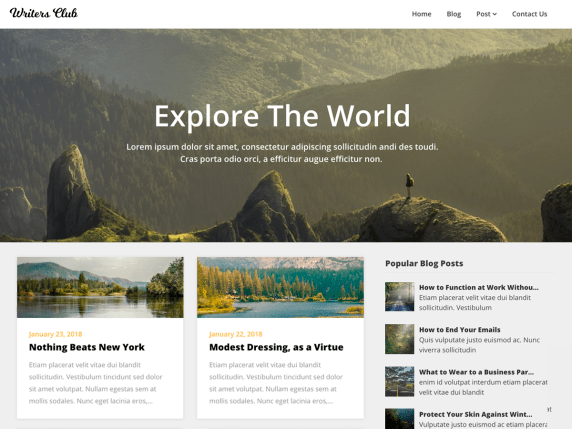 Writers Club
Home Blog Post Contact Us
Explore The World
Lorem ipsum dolor sit amet, consectetur adipiscing sollicitudin andi des toudi.
Cras porta odio orci, a efficitur augue efficitur non.
January 23, 2018
Nothing Beats New York
Etiam placerat velit vitae dui blandit
sollicitudin. Vestibulum tincidunt sed dolor
sit amet volutpat. Nullam egestas sem at
mollis sodales. Nunc eget lacinia eros,...
January 22, 2018
Modest Dressing, as a Virtue
Etiam placerat velit vitae dui blandit
sollicitudin. Vestibulum tincidunt sed dolor
sit amet volutpat. Nullam egestas sem at
mollis sodales. Nunc eget lacinia eros,...
Popular Blog Posts
How to Function at Work Withou...
Etiam placerat velit vitae dui blandit
sollicitudin. Vestibulum
How to End Your Emails
Quis vulputate justo euismod ac. Nunc
viverra sollicitudin
What to Wear to a Business Par...
enim id volutpat interdum etiam placerat
velit vitae dui blandit
Protect Your Skin Against Wint...
Vulputate justo euismod ac. Nunc viverra